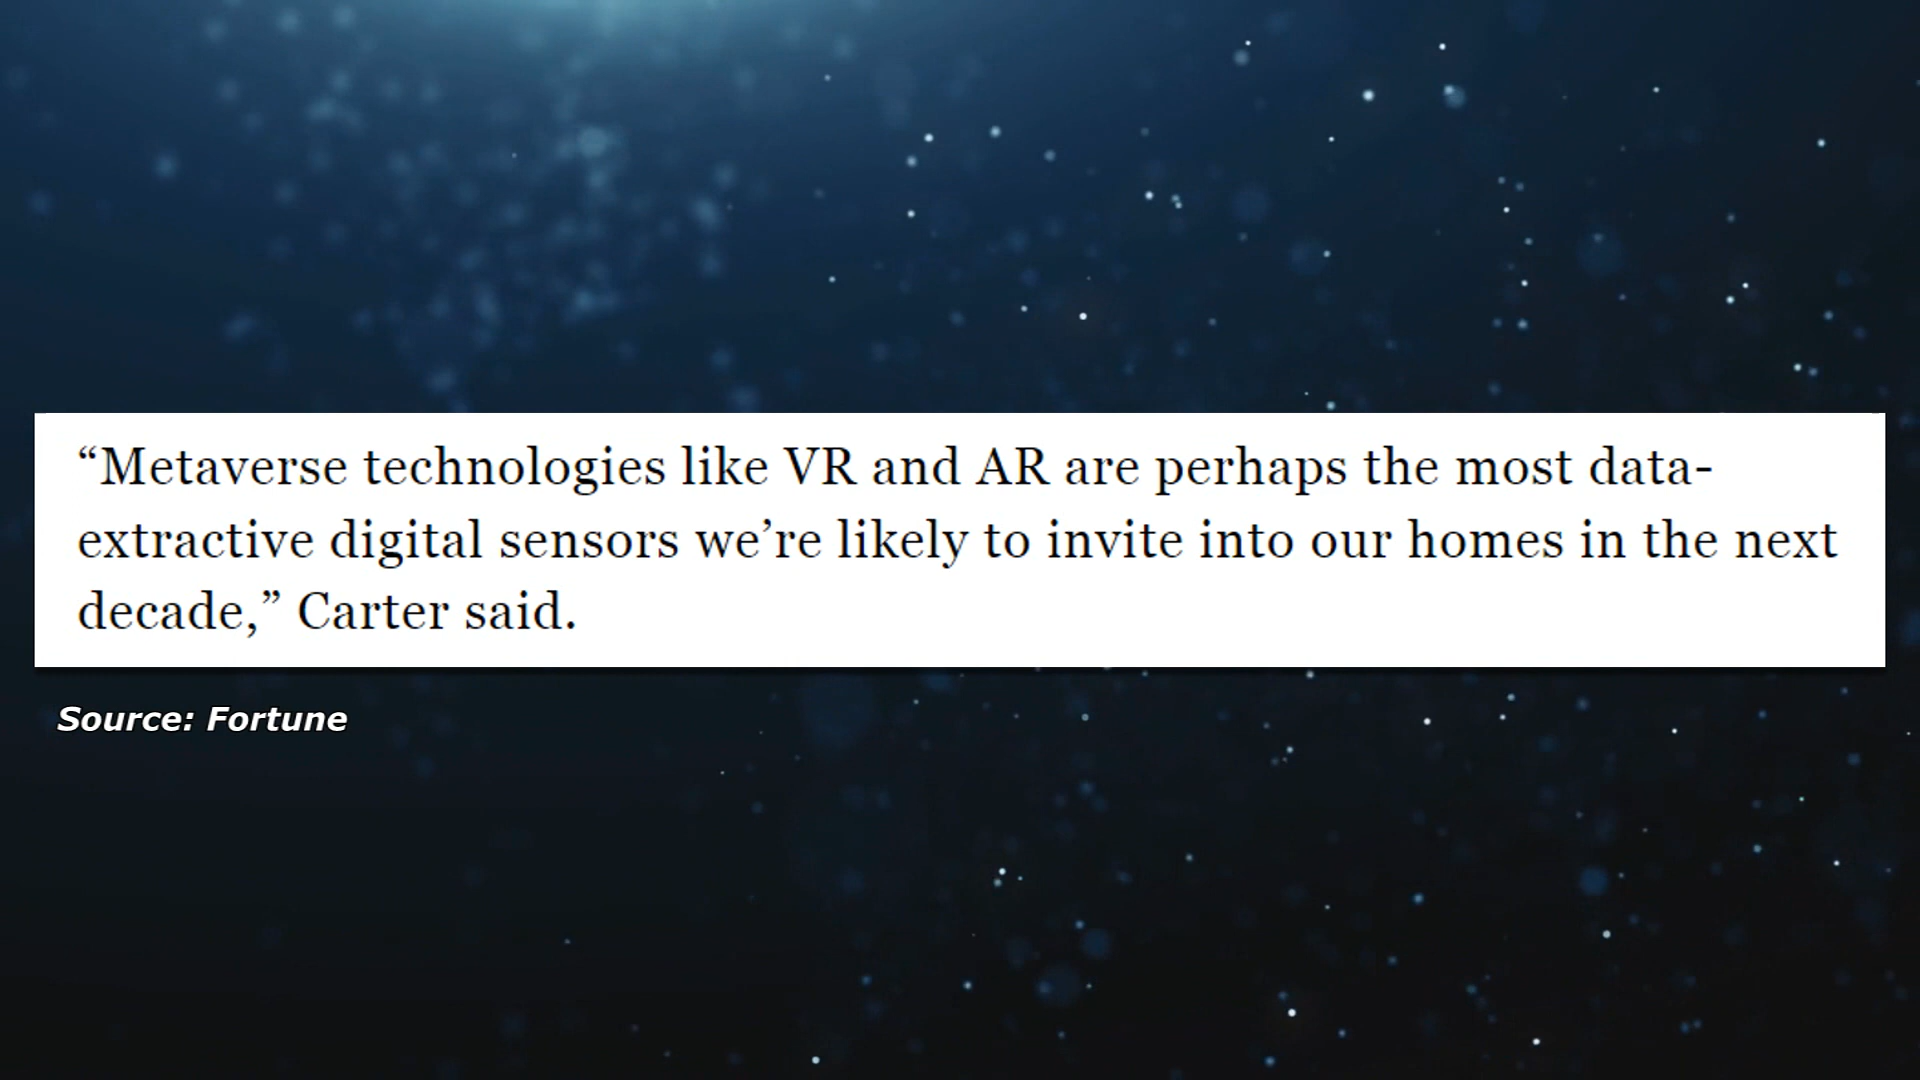 “Metaverse technologies like VR and AR are perhaps the most data-
extractive digital sensors we’re likely to invite into our homes in the next
decade,” Carter said.
Source: Fortune